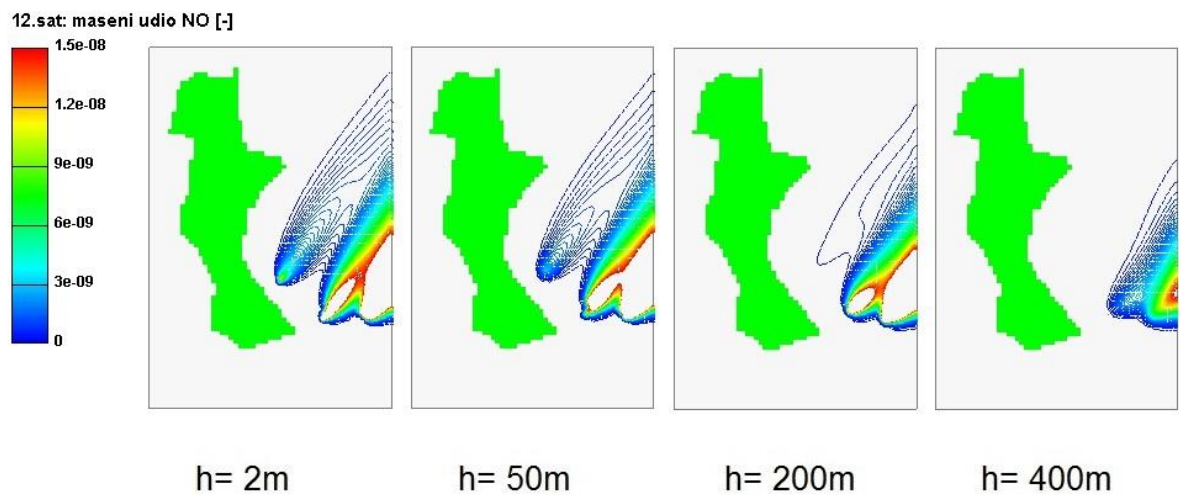 12.sat: maseni udio NO [-]
1.5e-08
1.2e-08
9e-09
6e-09
3e-09
0
h= 2m
h= 50m
h= 200m
h= 400m